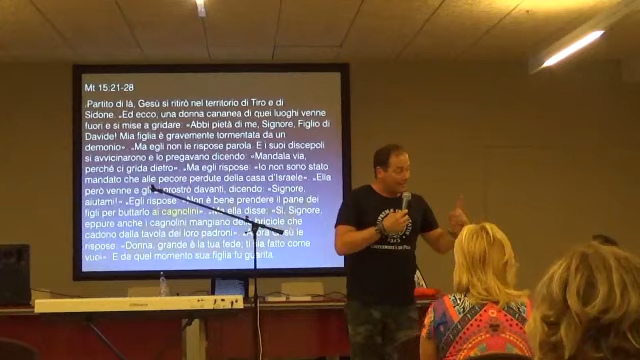 Mt 15:21-28
.Partito di là, Gesù si ritirò nel territorio di Tiro e di
Sidone. „Ed ecco, una donna cananea di quei luoghi venne
fuori e si mise a gridare: «Abbi pietà di me, Signore, Figlio di
Davide! Mia figlia è gravemente tormentata da un
demonio». „Ma egli non le rispose parola. E i suoi discepoli
si avvicinarono e lo pregavano dicendo: «Mandala via,
perché ci grida dietro». „Ma egli rispose: «Io non sono stato
mandato che alle pecore perdute della casa d'Israele». „Ella
però venne e gli si prostrò davanti, dicendo: «Signore,
aiutami!» „Egli rispose: «Non è bene prendere il pane dei
figli per buttarlo ai cagnolini». „Ma ella disse: «Sì, Signore,
eppure anche i cagnolini mangiano delle briciole che
cadono dalla tavola dei loro padroni». „Allora Gesù le
rispose: «Donna, grande è la tua fede; ti sia fatto come
vuoi». E da quel momento sua figlia fu guarita.